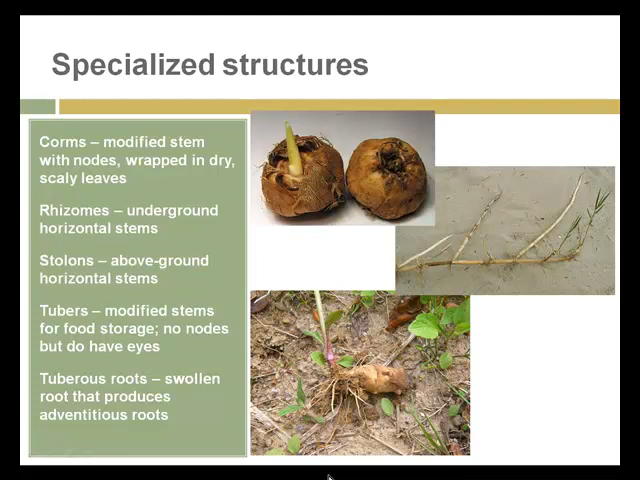 Specialized structures
Corms – modified stem
with nodes, wrapped in dry,
scaly leaves
Rhizomes – underground
horizontal stems
Stolons – above-ground
horizontal stems
Tubers – modified stems
for food storage; no nodes
but do have eyes
Tuberous roots – swollen
root that produces
adventitious roots